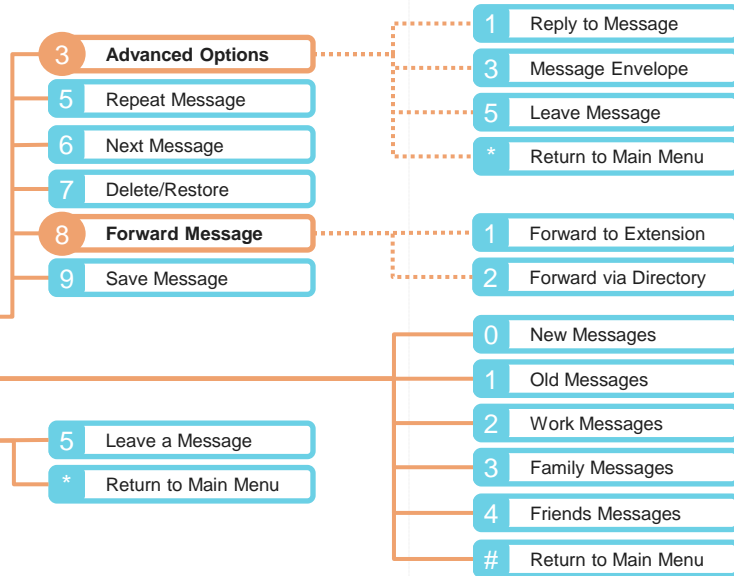 3 Advanced Options
5 Repeat Message
6 Next Message
7 Delete/Restore
8 Forward Message
9 Save Message
1 Reply to Message
3 Message Envelope
5 Leave Message
* Return to Main Menu
1 Forward to Extension
2 Forward via Directory
0 New Messages
1 Old Messages
2 Work Messages
3 Family Messages
4 Friends Messages
# Return to Main Menu
5 Leave a Message
* Return to Main Menu